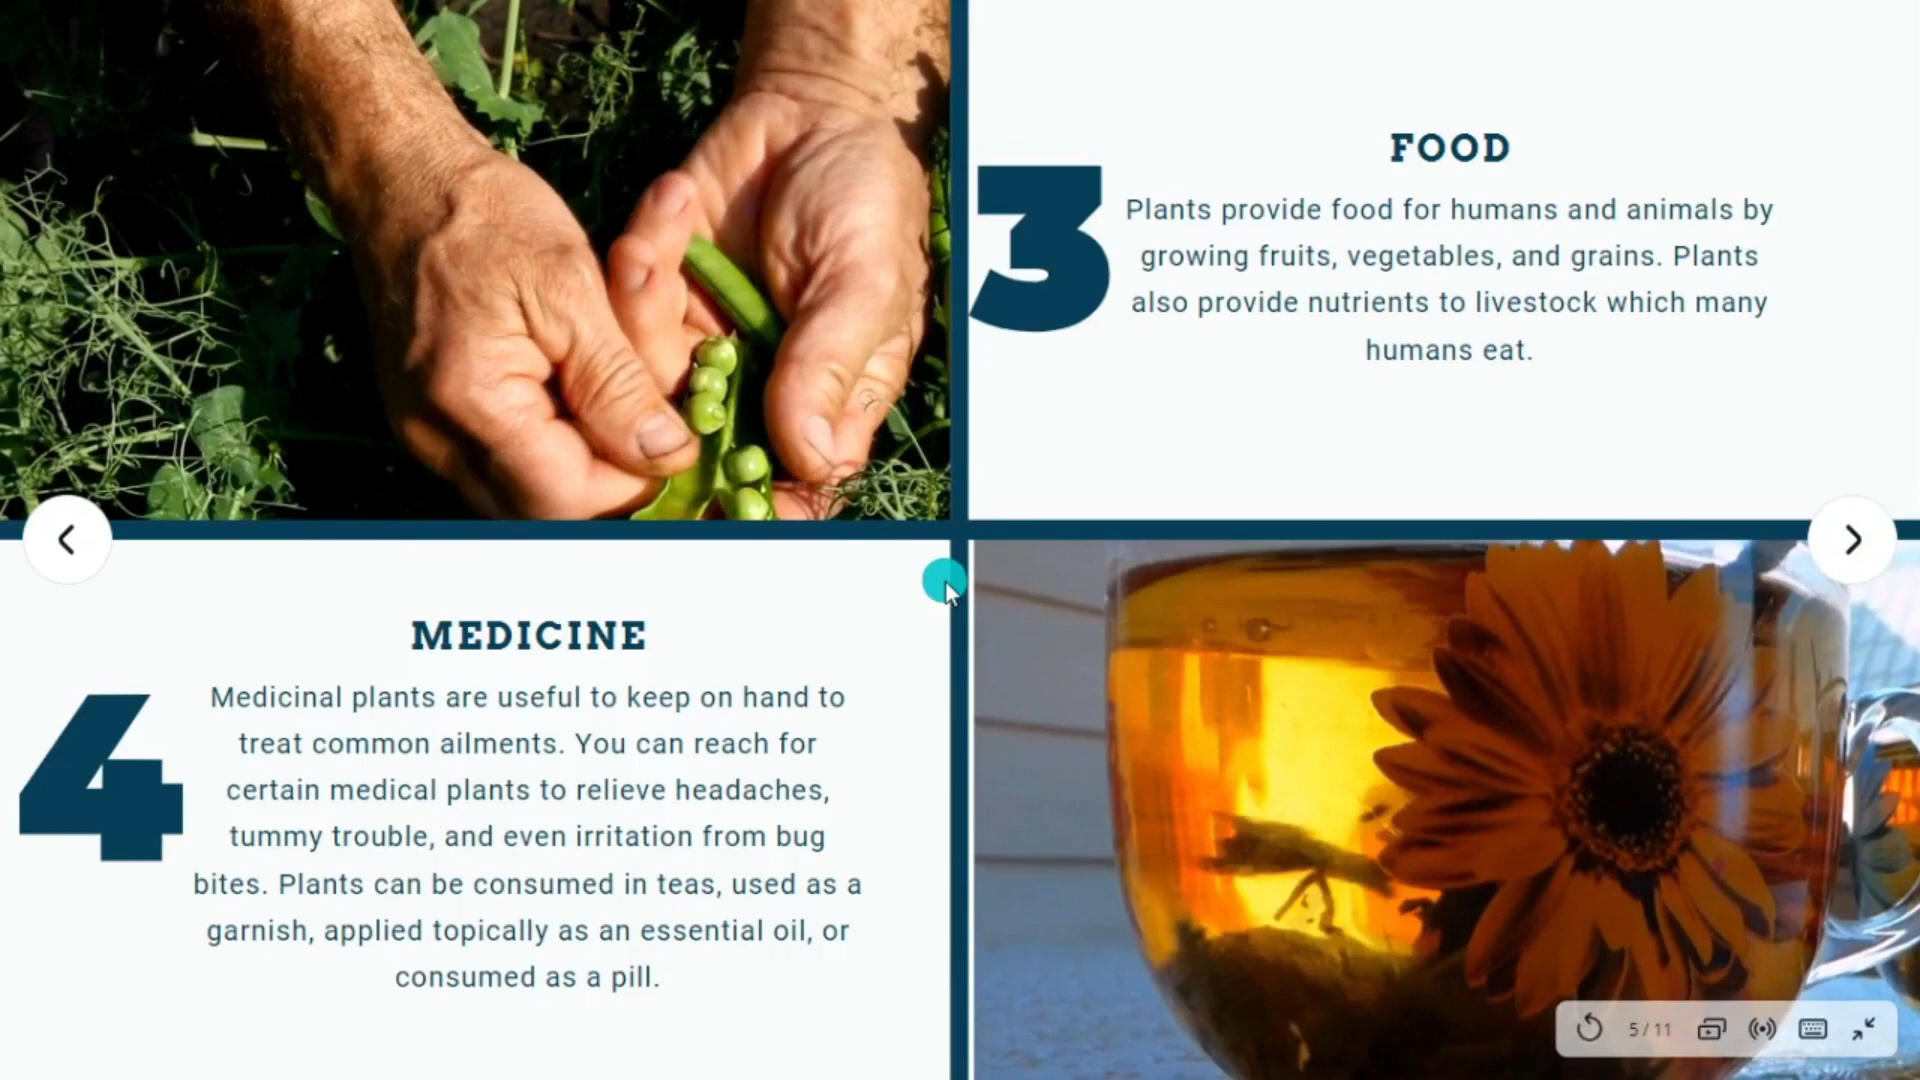 3
FOOD
Plants provide food for humans and animals by
growing fruits, vegetables, and grains. Plants
also provide nutrients to livestock which many
humans eat.
4
MEDICINE
Medicinal plants are useful to keep on hand to
treat common ailments. You can reach for
certain medical plants to relieve headaches,
tummy trouble, and even irritation from bug
bites. Plants can be consumed in teas, used as a
garnish, applied topically as an essential oil, or
consumed as a pill.
5 / 11